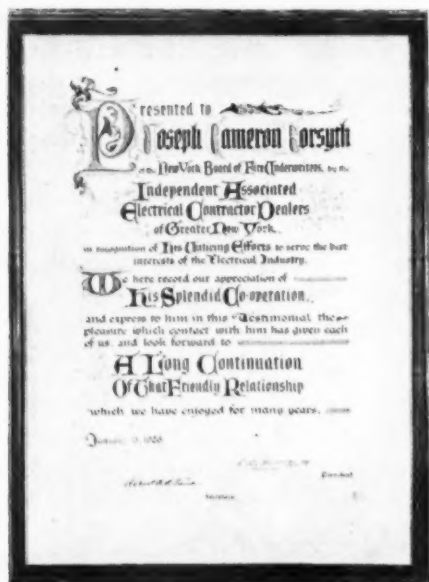 Presented to
Joseph Cameron Forsyth
of the New York Board of Fire Underwriters, by the
Independent Associated
Electrical Contractor Dealers
of Greater New York
in recognition of His Untiring Efforts to serve the best
interests of the Electrical Industry.
We here record our appreciation of
His Splendid Co-operation,
and express to him in this Testimonial the
pleasure which contact with him has given each
of us, and look forward to
A Long Continuation
Of That Friendly Relationship
which we have enjoyed for many years.
President
Secretary